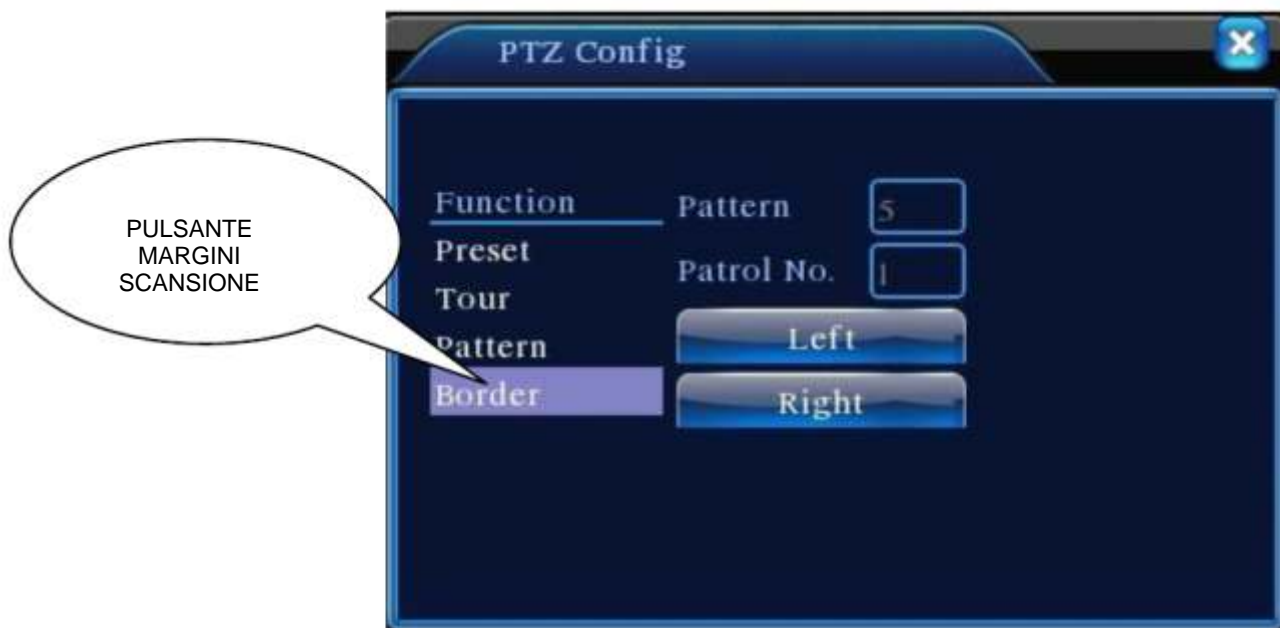 PTZ Config
PULSANTE
MARGINI
SCANSIONE
Function
Preset
Tour
Pattern
Border
Pattern 5
Patrol No. 1
Left
Right